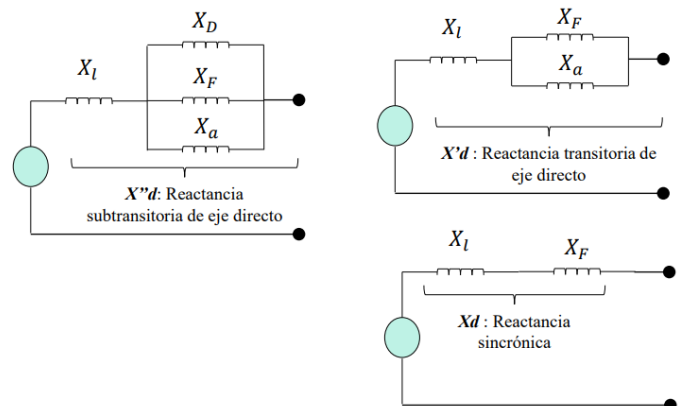 X_D
X_l
X_F
X_a
X”d: Reactancia
subtransitoria de eje directo
X_F
X_l
X_a
X’d : Reactancia transitoria de
eje directo
X_l
X_F
Xd : Reactancia
sincrónica